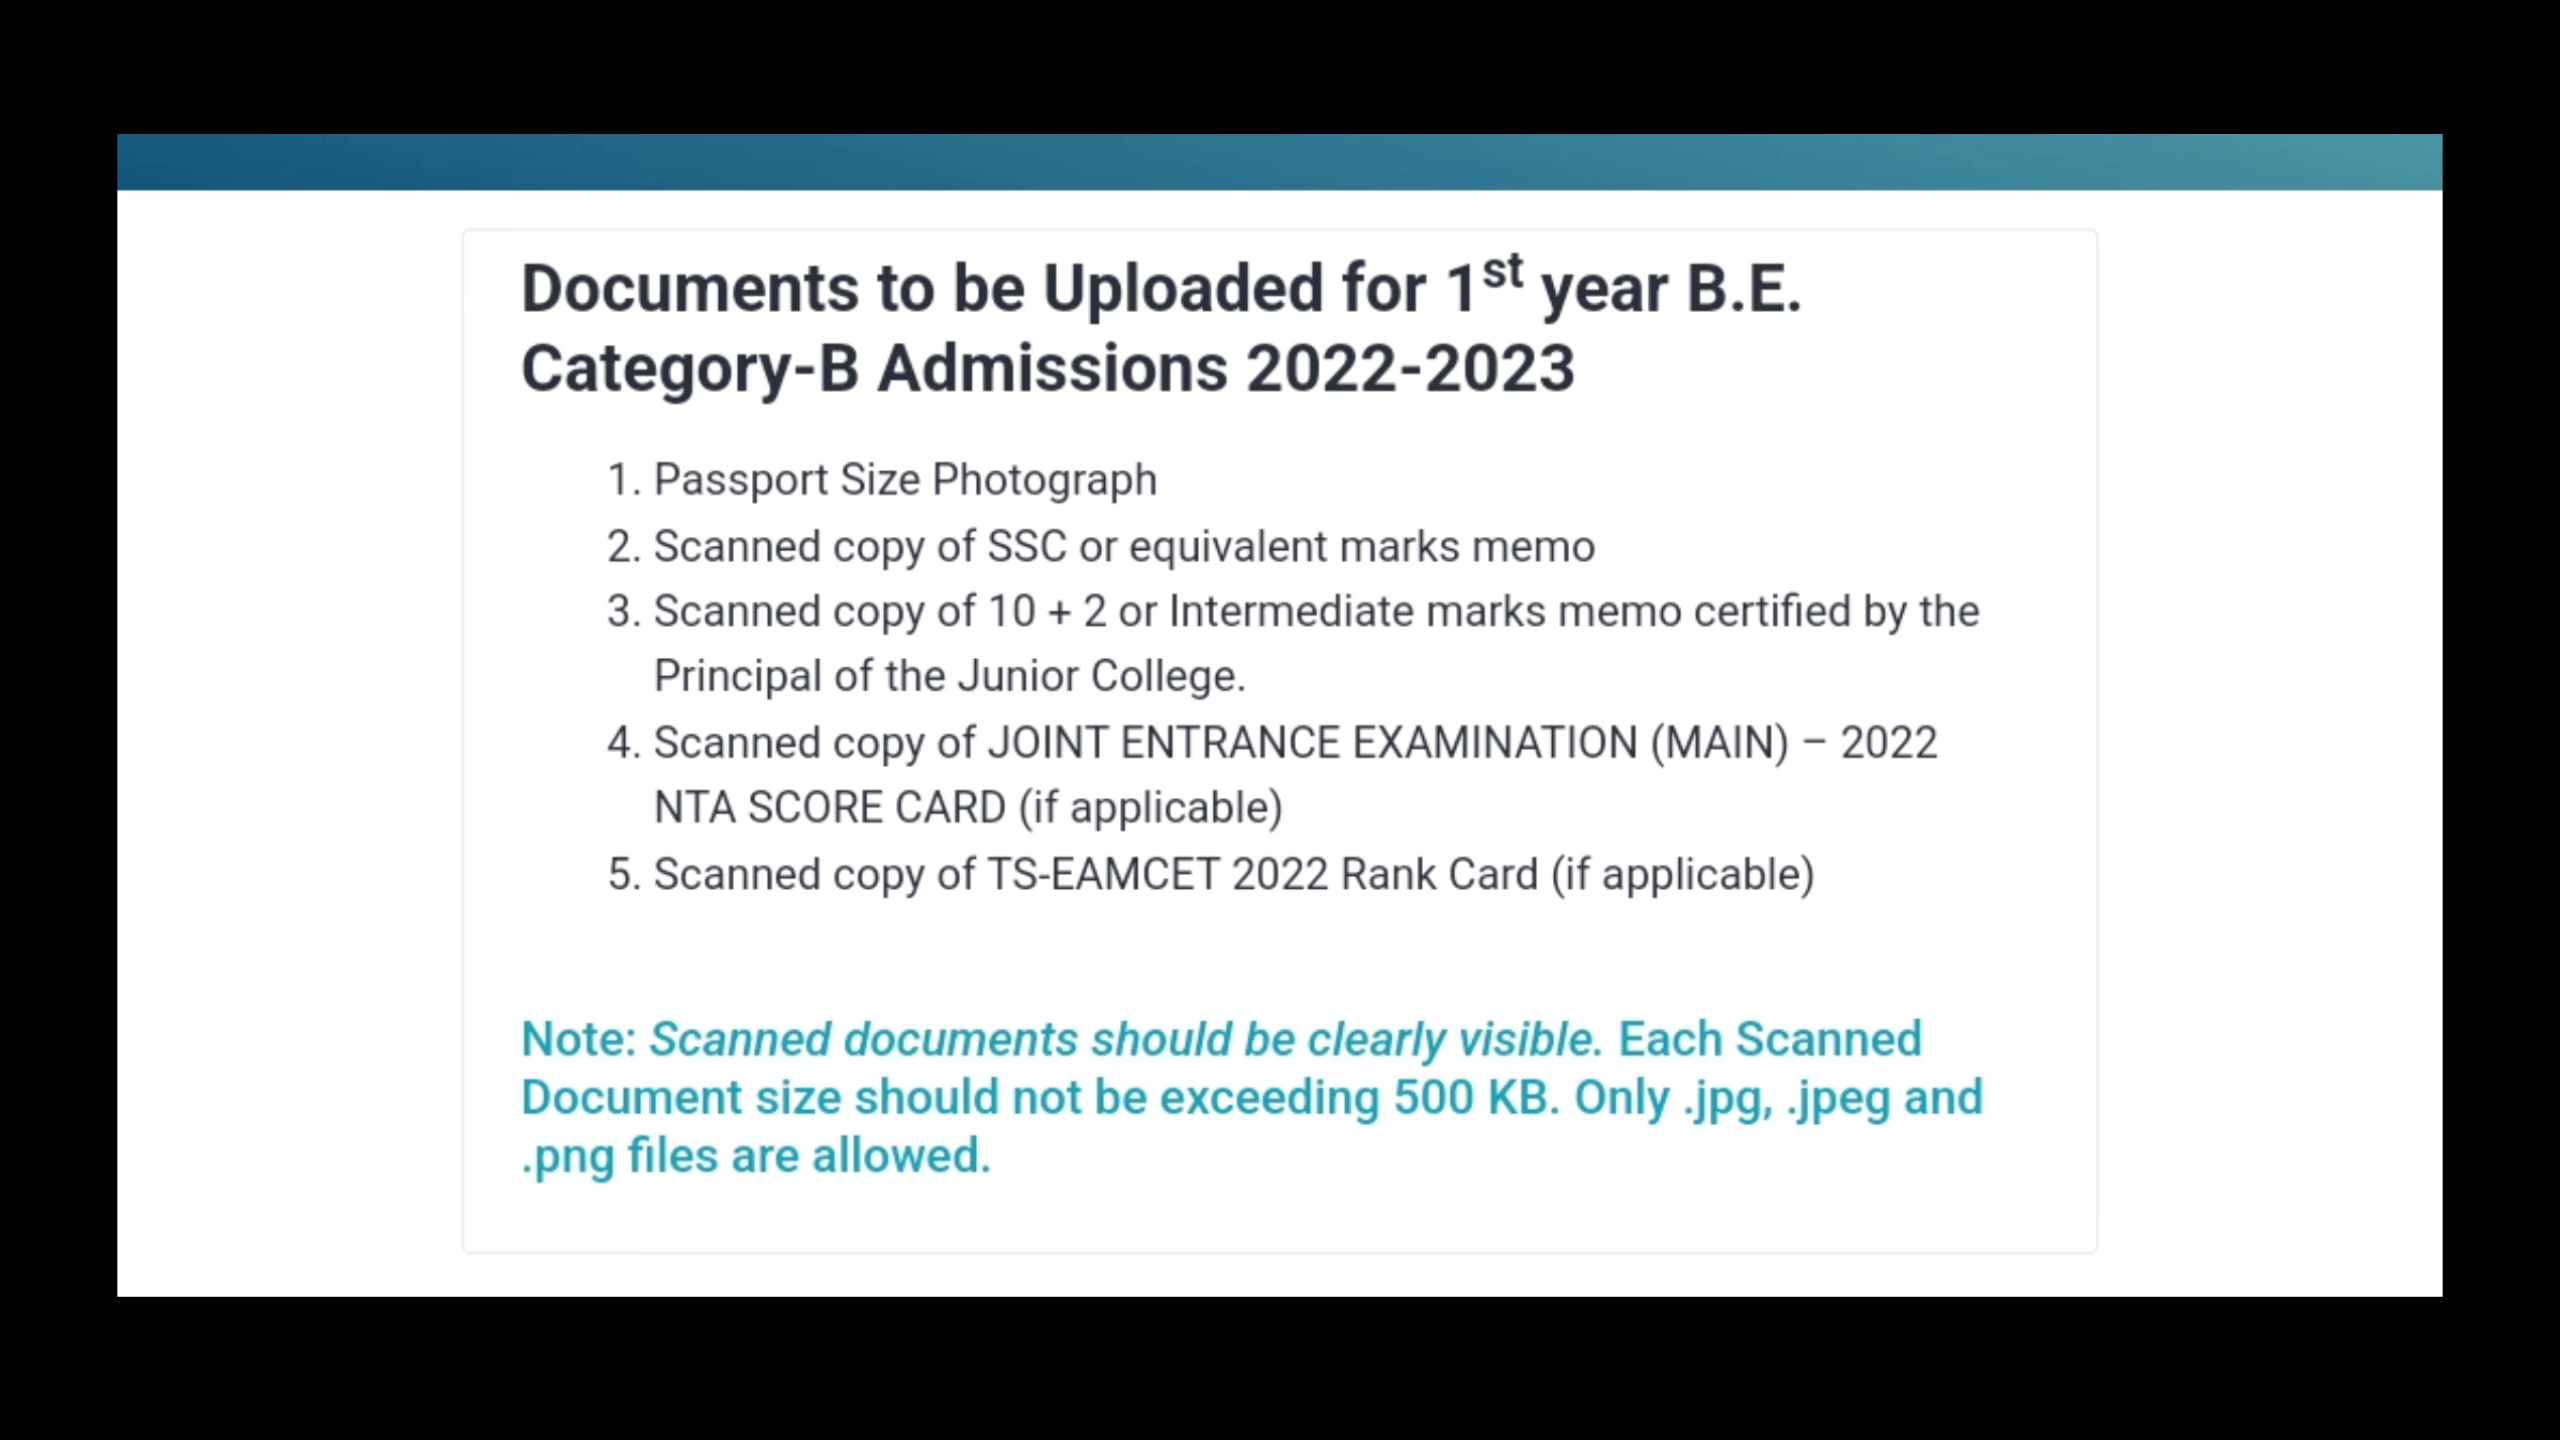 Documents to be Uploaded for 1st year B.E.
Category-B Admissions 2022-2023
1. Passport Size Photograph
2. Scanned copy of SSC or equivalent marks memo
3. Scanned copy of 10 + 2 or Intermediate marks memo certified by the
Principal of the Junior College.
4. Scanned copy of JOINT ENTRANCE EXAMINATION (MAIN) – 2022
NTA SCORE CARD (if applicable)
5. Scanned copy of TS-EAMCET 2022 Rank Card (if applicable)
Note: Scanned documents should be clearly visible. Each Scanned
Document size should not be exceeding 500 KB. Only .jpg, .jpeg and
.png files are allowed.